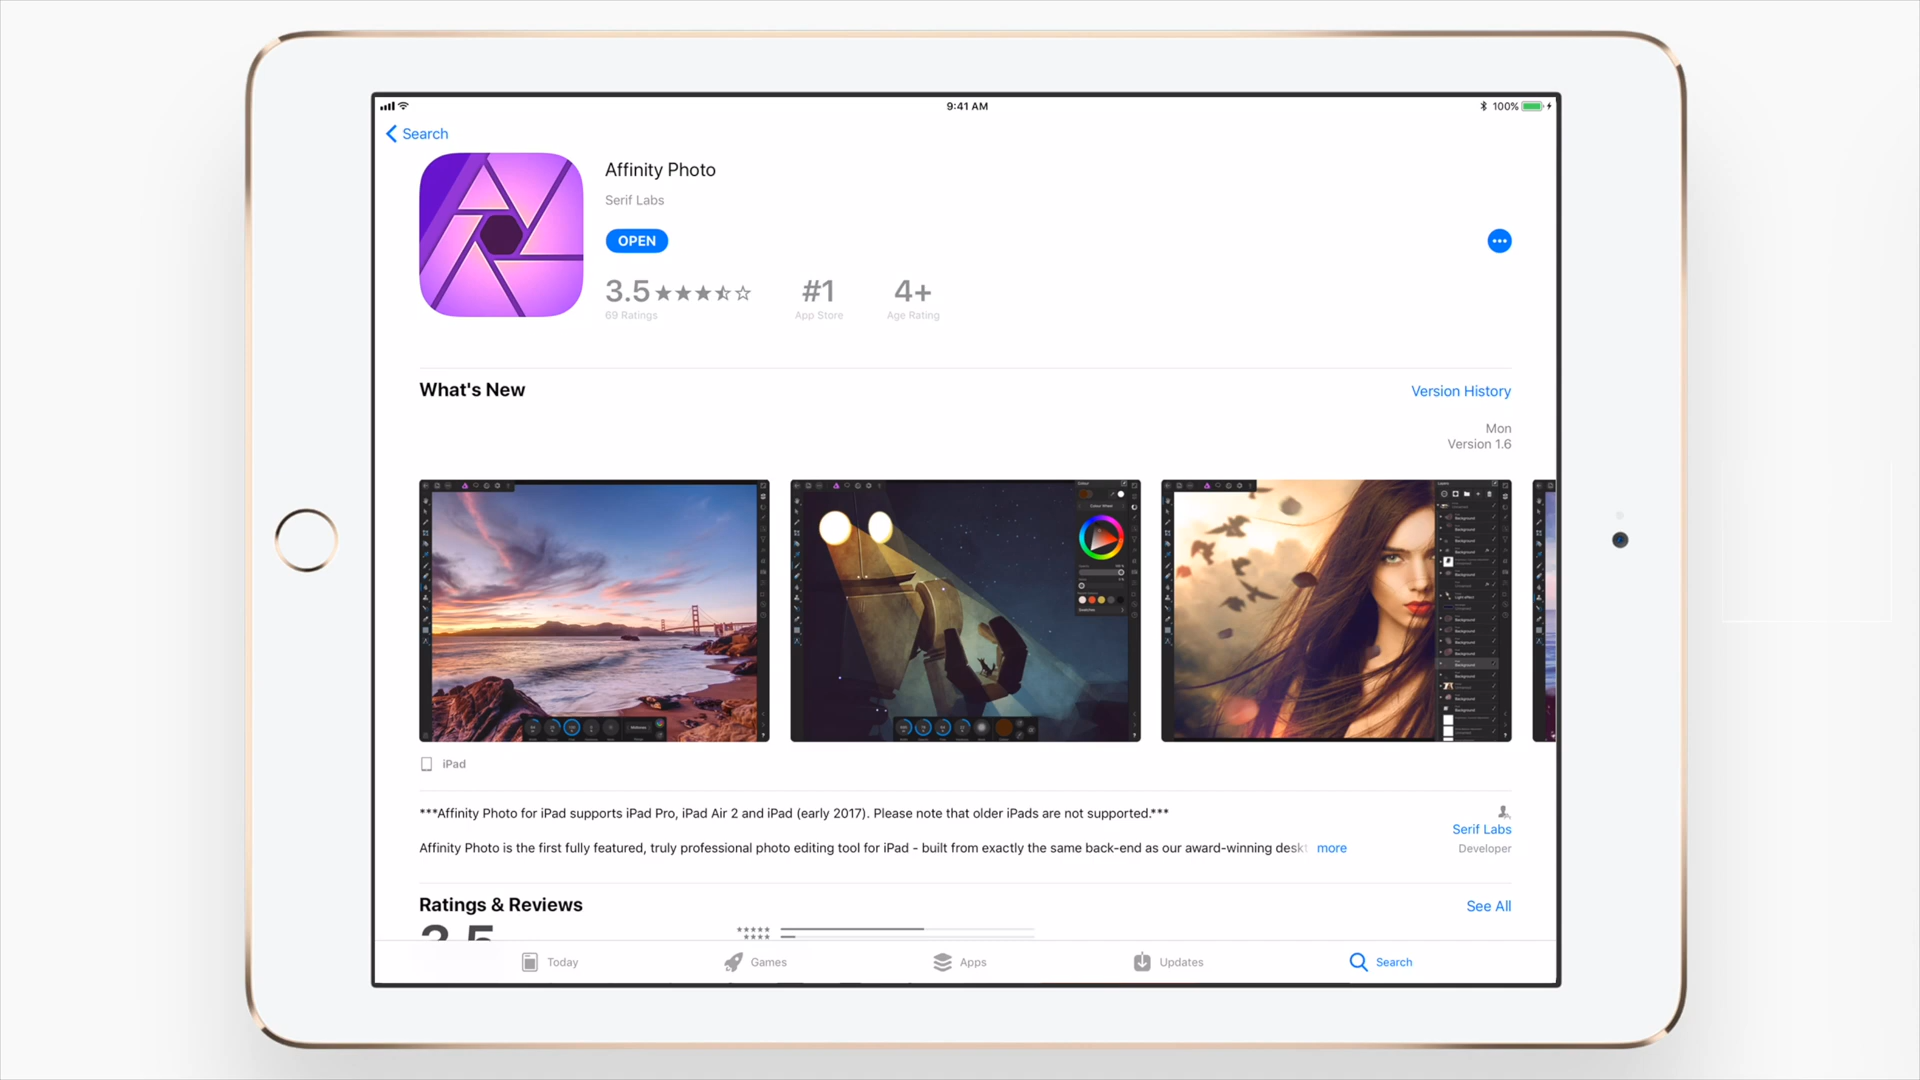 9:41 AM
100%
Search
Affinity Photo
Serif Labs
OPEN
3.5
69 Ratings
#1
App Store
4+
Age Rating
What's New
Version History
Mon
Version 1.6
iPad
***Affinity Photo for iPad supports iPad Pro, iPad Air 2 and iPad (early 2017). Please note that older iPads are not supported.***
Serif Labs
Affinity Photo is the first fully featured, truly professional photo editing tool for iPad - built from exactly the same back-end as our award-winning deskt more
Developer
Ratings & Reviews
See All
3.5
Today
Games
Apps
Updates
Search